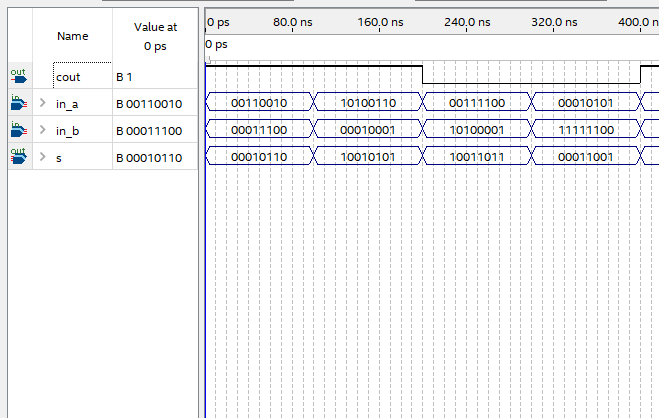 Name
Value at
0 ps
0 ps 80.0 ns 160.0 ns 240.0 ns 320.0 ns 400.0 n
0 ps
out cout B 1
in in_a B 00110010 00110010 10100110 00111100 00010101
in in_b B 00011100 00011100 00010001 10100001 11111100
out s B 00010110 00010110 10010101 10011011 00011001